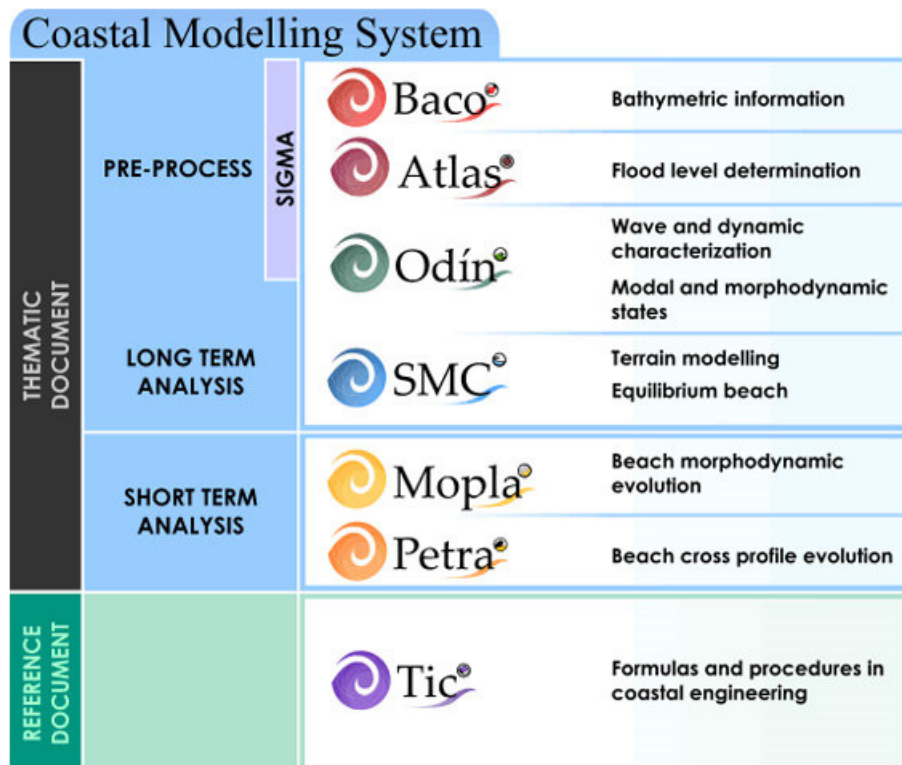 Coastal Modelling System
THEMATIC
DOCUMENT
PRE-PROCESS
SIGMA
Baco
Bathymetric information
Atlas
Flood level determination
Odín
Wave and dynamic
characterization
Modal and morphodynamic
states
LONG TERM
ANALYSIS
SMC
Terrain modelling
Equilibrium beach
SHORT TERM
ANALYSIS
Mopla
Beach morphodynamic
evolution
Petra
Beach cross profile evolution
REFERENCE
DOCUMENT
Tic
Formulas and procedures in
coastal engineering